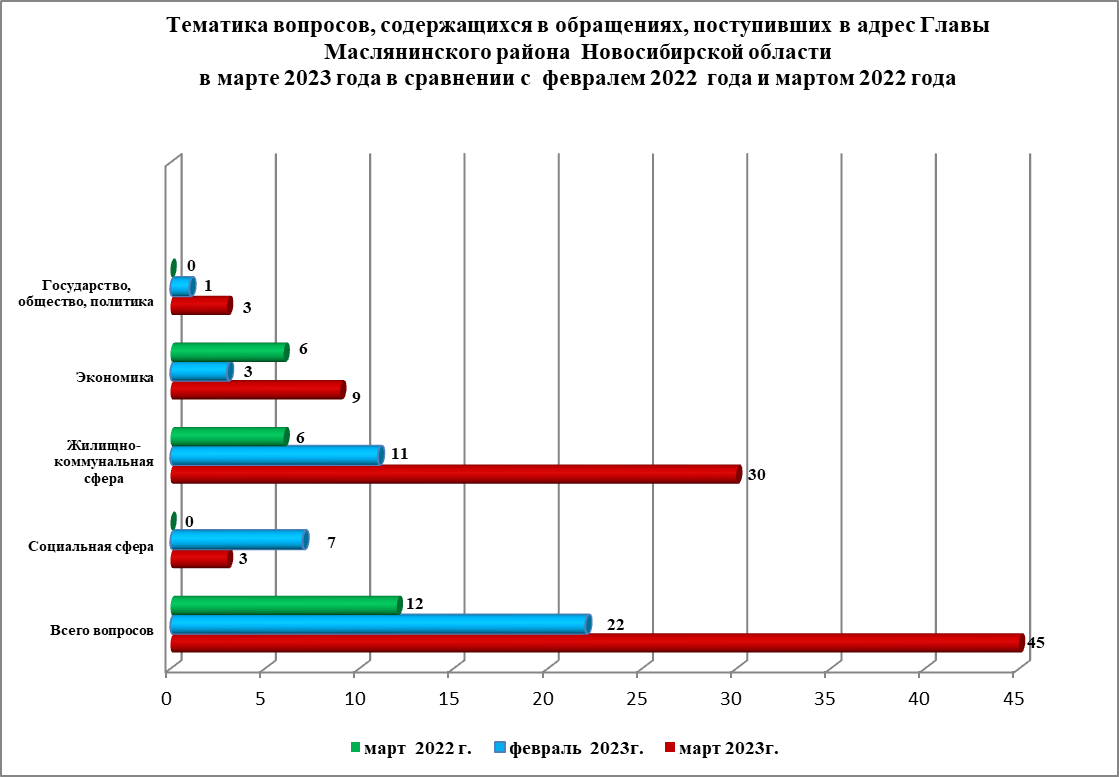 Тематика вопросов, содержащихся в обращениях, поступивших в адрес Главы
Маслянинского района Новосибирской области
в марте 2023 года в сравнении с февралем 2022 года и мартом 2022 года
Государство,
общество, политика
0
1
3
Экономика
6
3
9
Жилищно-
коммунальная
сфера
6
11
30
Социальная сфера
0
7
3
Всего вопросов
12
22
45
0 5 10 15 20 25 30 35 40 45
март 2022 г. февраль 2023г. март 2023г.